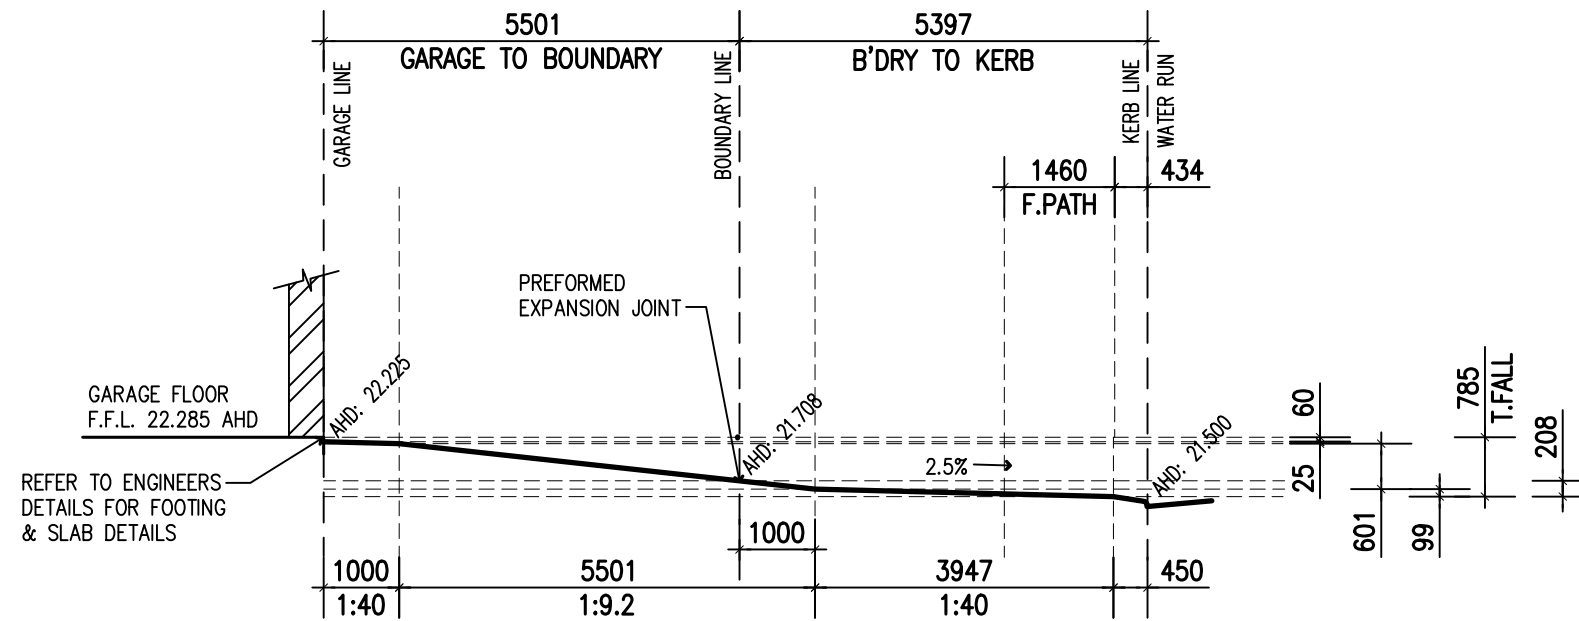 5501
GARAGE TO BOUNDARY
5397
B'DRY TO KERB
GARAGE LINE
BOUNDARY LINE
KERB LINE
WATER RUN
1460
F.PATH
434
PREFORMED
EXPANSION JOINT
GARAGE FLOOR
F.F.L. 22.285 AHD
AHD: 22.225
AHD: 21.708
AHD: 21.500
2.5%
REFER TO ENGINEERS
DETAILS FOR FOOTING
& SLAB DETAILS
60
25
785
T.FALL
208
601
99
1000
1000
1:40
5501
1:9.2
3947
1:40
450